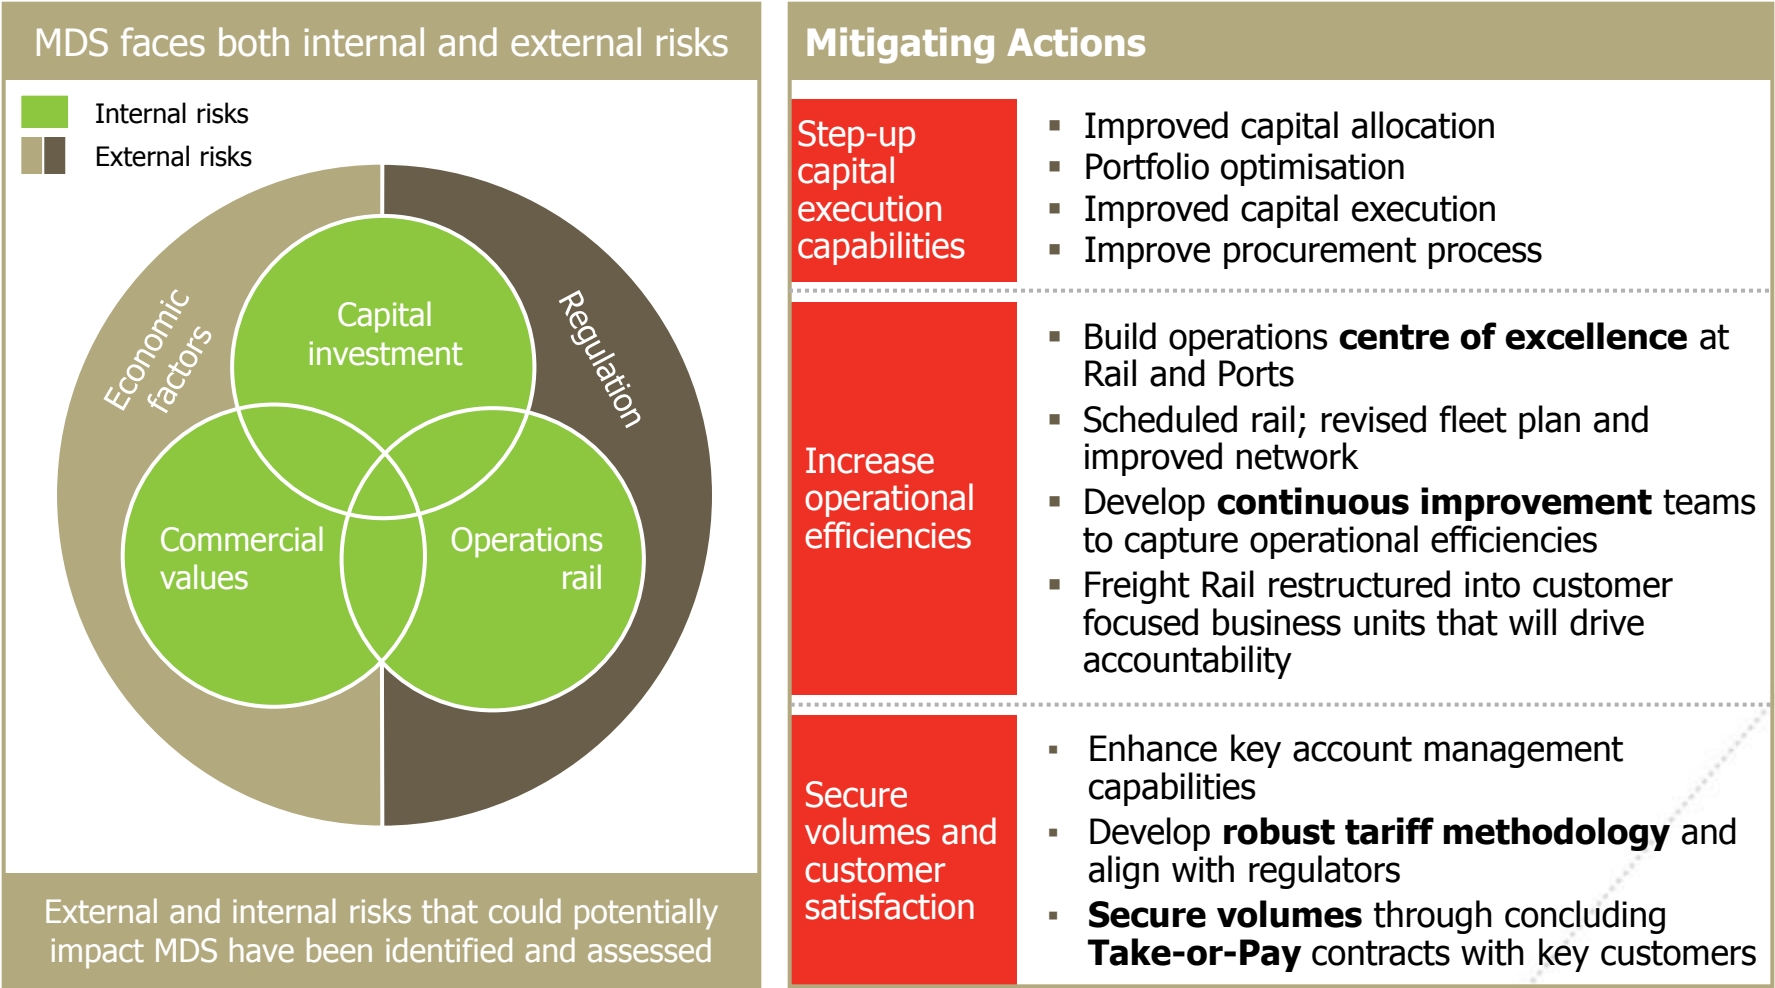 MDS faces both internal and external risks
Internal risks
External risks
Economic
factors
Regulation
Capital
investment
Commercial
values
Operations
rail
External and internal risks that could potentially
impact MDS have been identified and assessed
Mitigating Actions
Step-up
capital
execution
capabilities
▪ Improved capital allocation
▪ Portfolio optimisation
▪ Improved capital execution
▪ Improve procurement process
Increase
operational
efficiencies
▪ Build operations centre of excellence at
Rail and Ports
▪ Scheduled rail; revised fleet plan and
improved network
▪ Develop continuous improvement teams
to capture operational efficiencies
▪ Freight Rail restructured into customer
focused business units that will drive
accountability
Secure
volumes and
customer
satisfaction
▪ Enhance key account management
capabilities
▪ Develop robust tariff methodology and
align with regulators
▪ Secure volumes through concluding
Take-or-Pay contracts with key customers